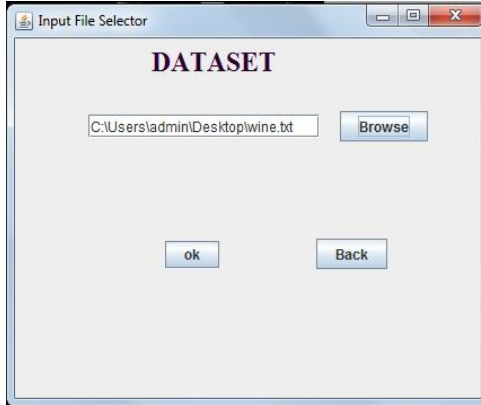 Input File Selector
DATASET
C:\Users\admin\Desktop\wine.txt Browse
ok Back